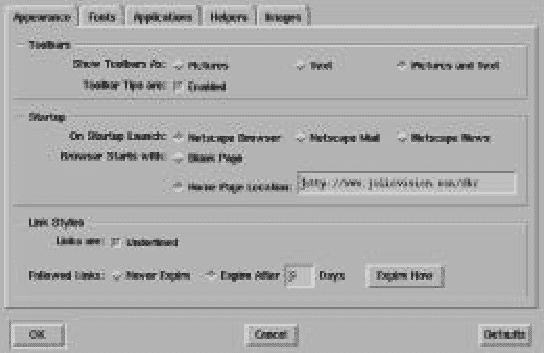 Appearance Fonts Applications Helpers Images
Toolbars
Show Toolbars As: Pictures Text Pictures and Text
Toolbar Tips are: Enabled
Startup
On Startup Launch: Netscape Browser Netscape Mail Netscape News
Browser Starts with: Blank Page
Home Page Location:
Link Styles
Links are: Underlined
Followed Links: Never Expire Expire After Days Expire Now
OK Cancel Defaults